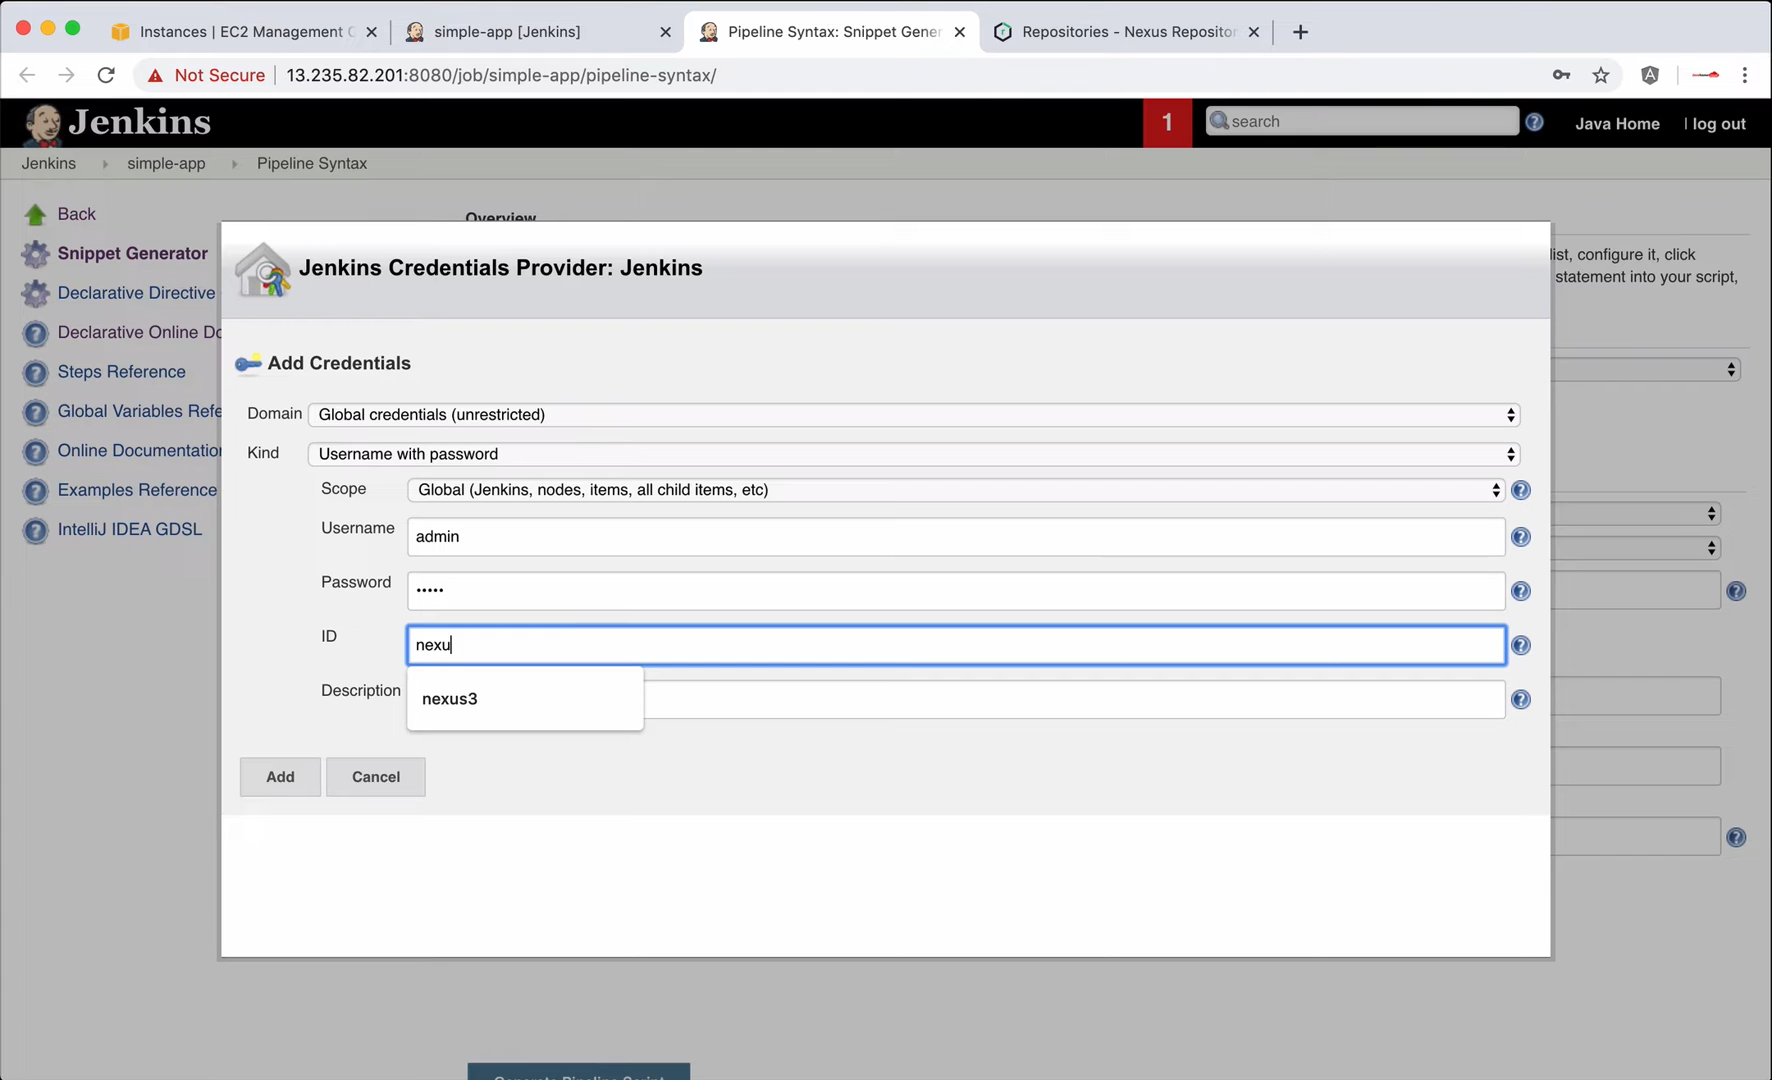 Instances | EC2 Management C
simple-app [Jenkins]
Pipeline Syntax: Snippet Gener
Repositories - Nexus Repositor
Not Secure
13.235.82.201:8080/job/simple-app/pipeline-syntax/
Jenkins
1
search
Java Home
| log out
Jenkins
simple-app
Pipeline Syntax
Back
Snippet Generator
Declarative Directive
Declarative Online Do
Steps Reference
Global Variables Refe
Online Documentation
Examples Reference
IntelliJ IDEA GDSL
Overview
list, configure it, click
statement into your script,
Jenkins Credentials Provider: Jenkins
Add Credentials
Domain
Global credentials (unrestricted)
Kind
Username with password
Scope
Global (Jenkins, nodes, items, all child items, etc)
Username
admin
Password
•••••
ID
nexu
Description
nexus3
Add
Cancel
Generate Pipeline Script